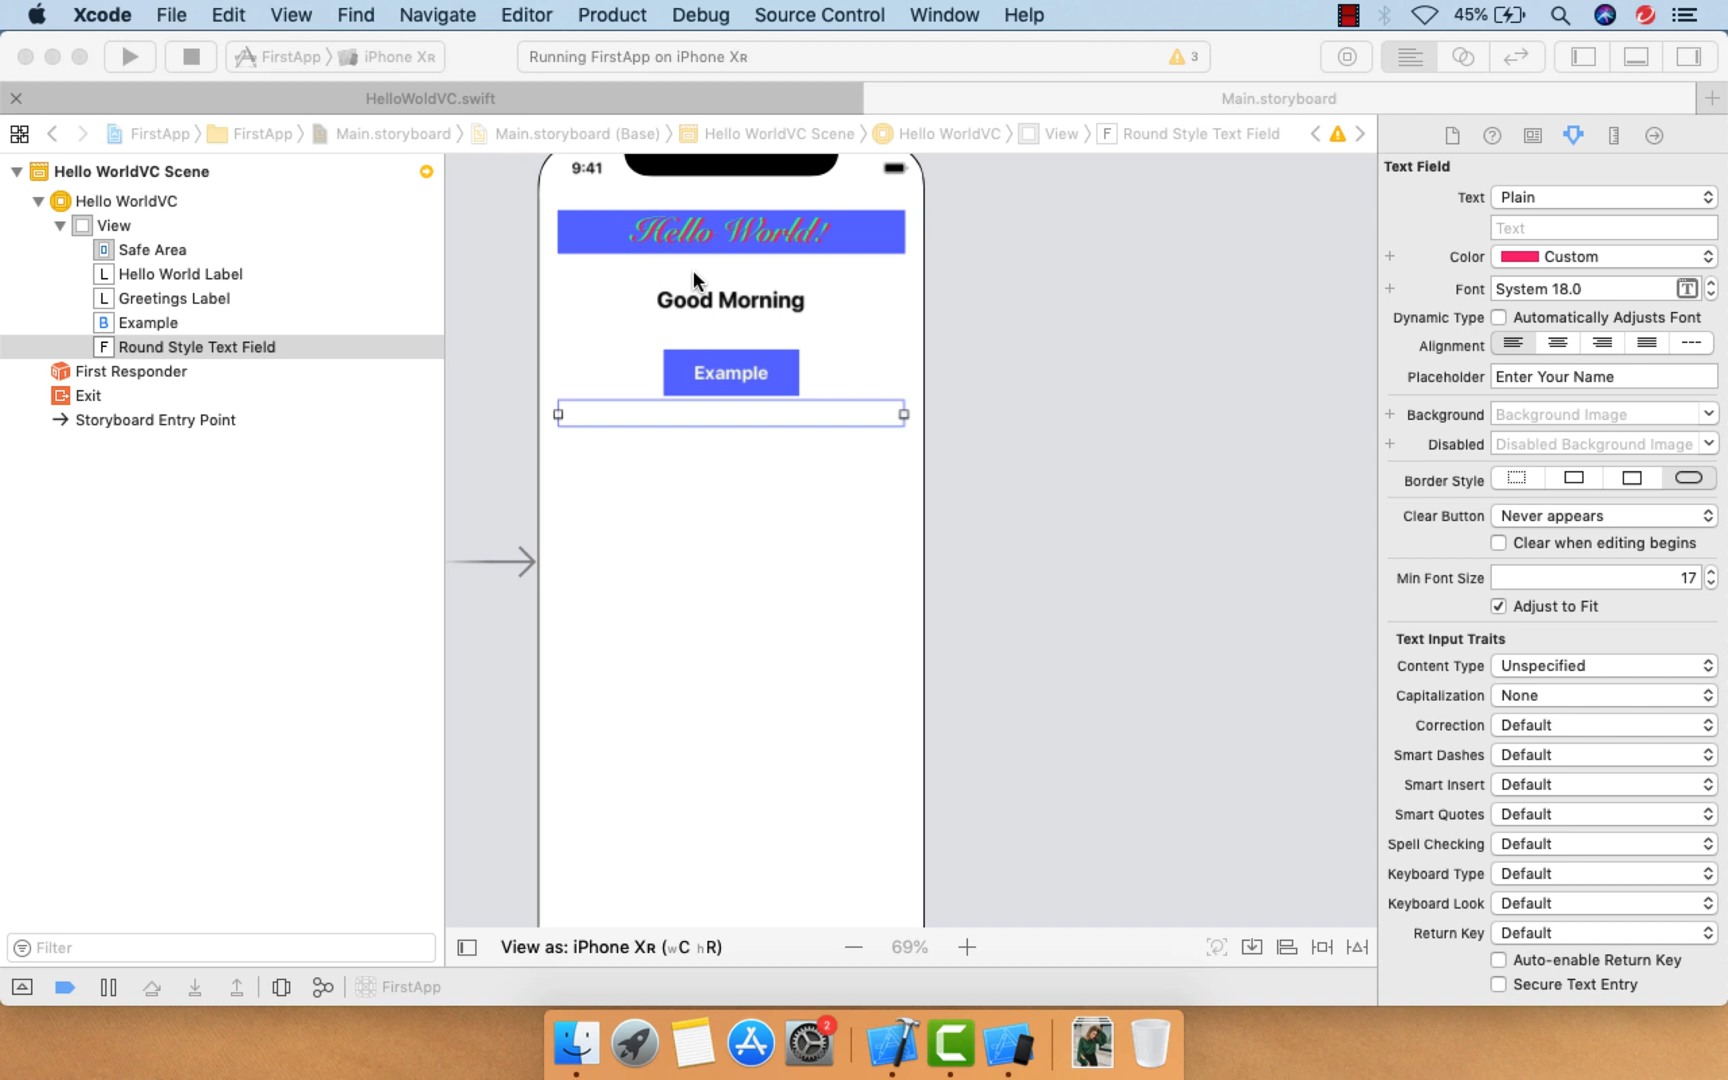 Xcode File Edit View Find Navigate Editor Product Debug Source Control Window Help 45%
FirstApp iPhone XR Running FirstApp on iPhone XR 3
HelloWoldVC.swift Main.storyboard
FirstApp FirstApp Main.storyboard Main.storyboard (Base) Hello WorldVC Scene Hello WorldVC View F Round Style Text Field
Hello WorldVC Scene
Hello WorldVC
View
Safe Area
L Hello World Label
L Greetings Label
B Example
F Round Style Text Field
First Responder
Exit
Storyboard Entry Point
Filter
9:41
Hello World!
Good Morning
Example
View as: iPhone XR (wC hR) 69%
FirstApp
Text Field
Text Plain
Text
Color Custom
Font System 18.0 T
Dynamic Type Automatically Adjusts Font
Alignment
Placeholder Enter Your Name
Background Background Image
Disabled Disabled Background Image
Border Style
Clear Button Never appears
Clear when editing begins
Min Font Size 17
Adjust to Fit
Text Input Traits
Content Type Unspecified
Capitalization None
Correction Default
Smart Dashes Default
Smart Insert Default
Smart Quotes Default
Spell Checking Default
Keyboard Type Default
Keyboard Look Default
Return Key Default
Auto-enable Return Key
Secure Text Entry
2